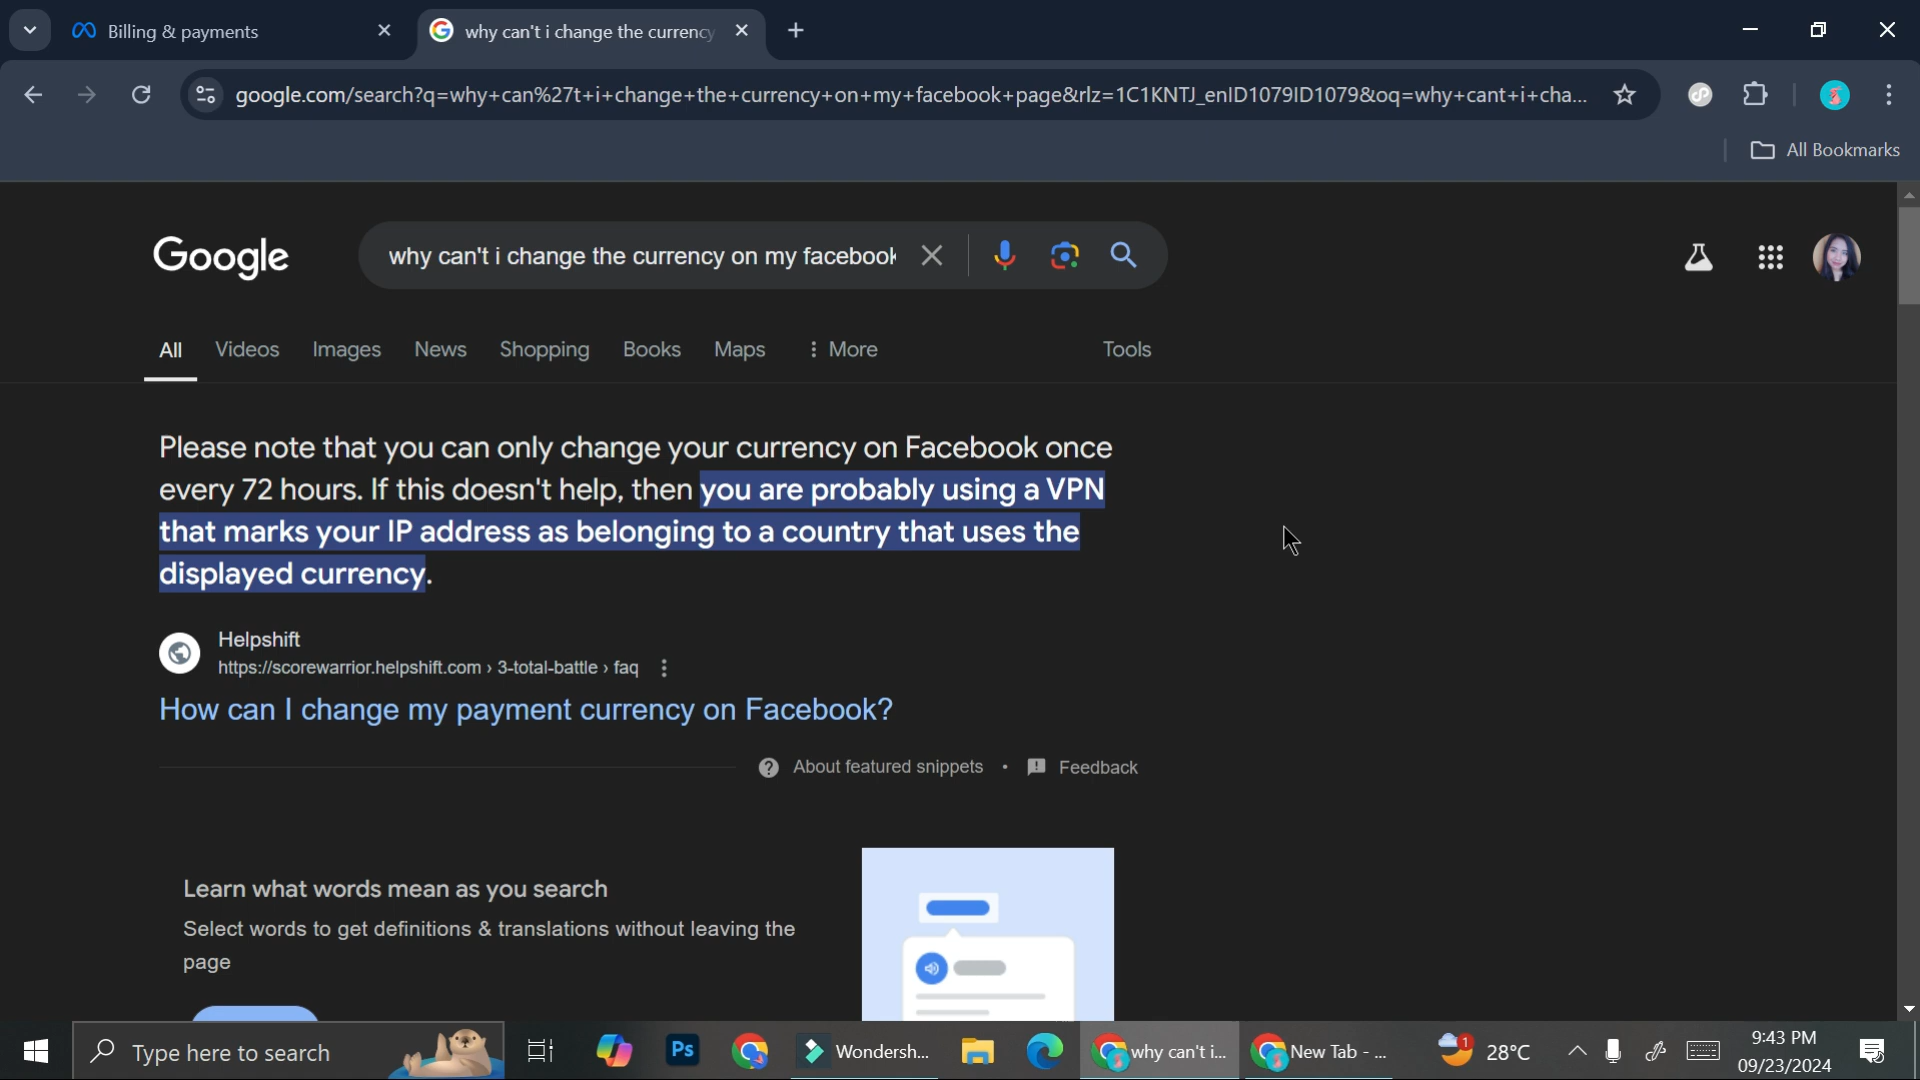 Billing & payments
why can't i change the currency
google.com/search?q=why+can%27t+i+change+the+currency+on+my+facebook+page&rlz=1C1KNTJ_enID1079ID1079&oq=why+cant+i+cha...
All Bookmarks
Google
why can't i change the currency on my facebook
All Videos Images News Shopping Books Maps More Tools
Please note that you can only change your currency on Facebook once
every 72 hours. If this doesn't help, then you are probably using a VPN
that marks your IP address as belonging to a country that uses the
displayed currency.
Helpshift
https://scorewarrior.helpshift.com › 3-total-battle › faq
How can I change my payment currency on Facebook?
About featured snippets • Feedback
Learn what words mean as you search
Select words to get definitions & translations without leaving the
page
Type here to search
Ps
Wondersh...
why can't i...
New Tab - ...
1
28°C
9:43 PM
09/23/2024